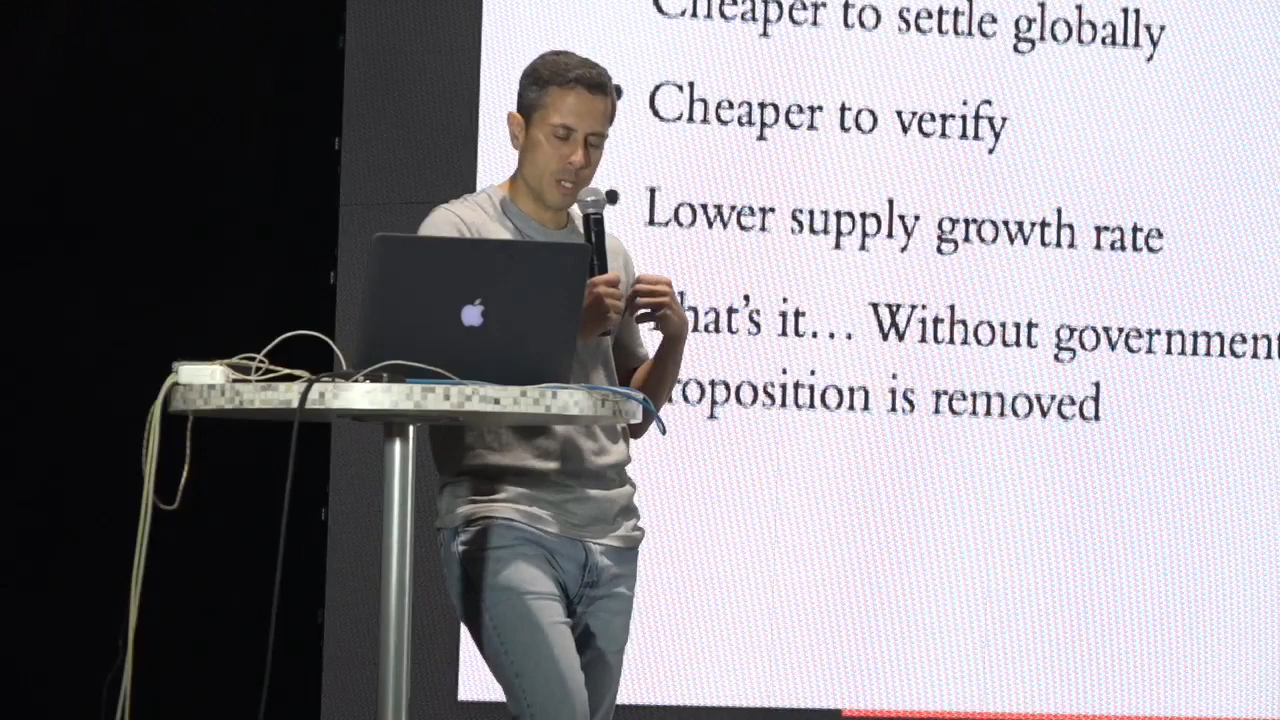 Cheaper to settle globally
• Cheaper to verify
• Lower supply growth rate
hat's it… Without government
roposition is removed